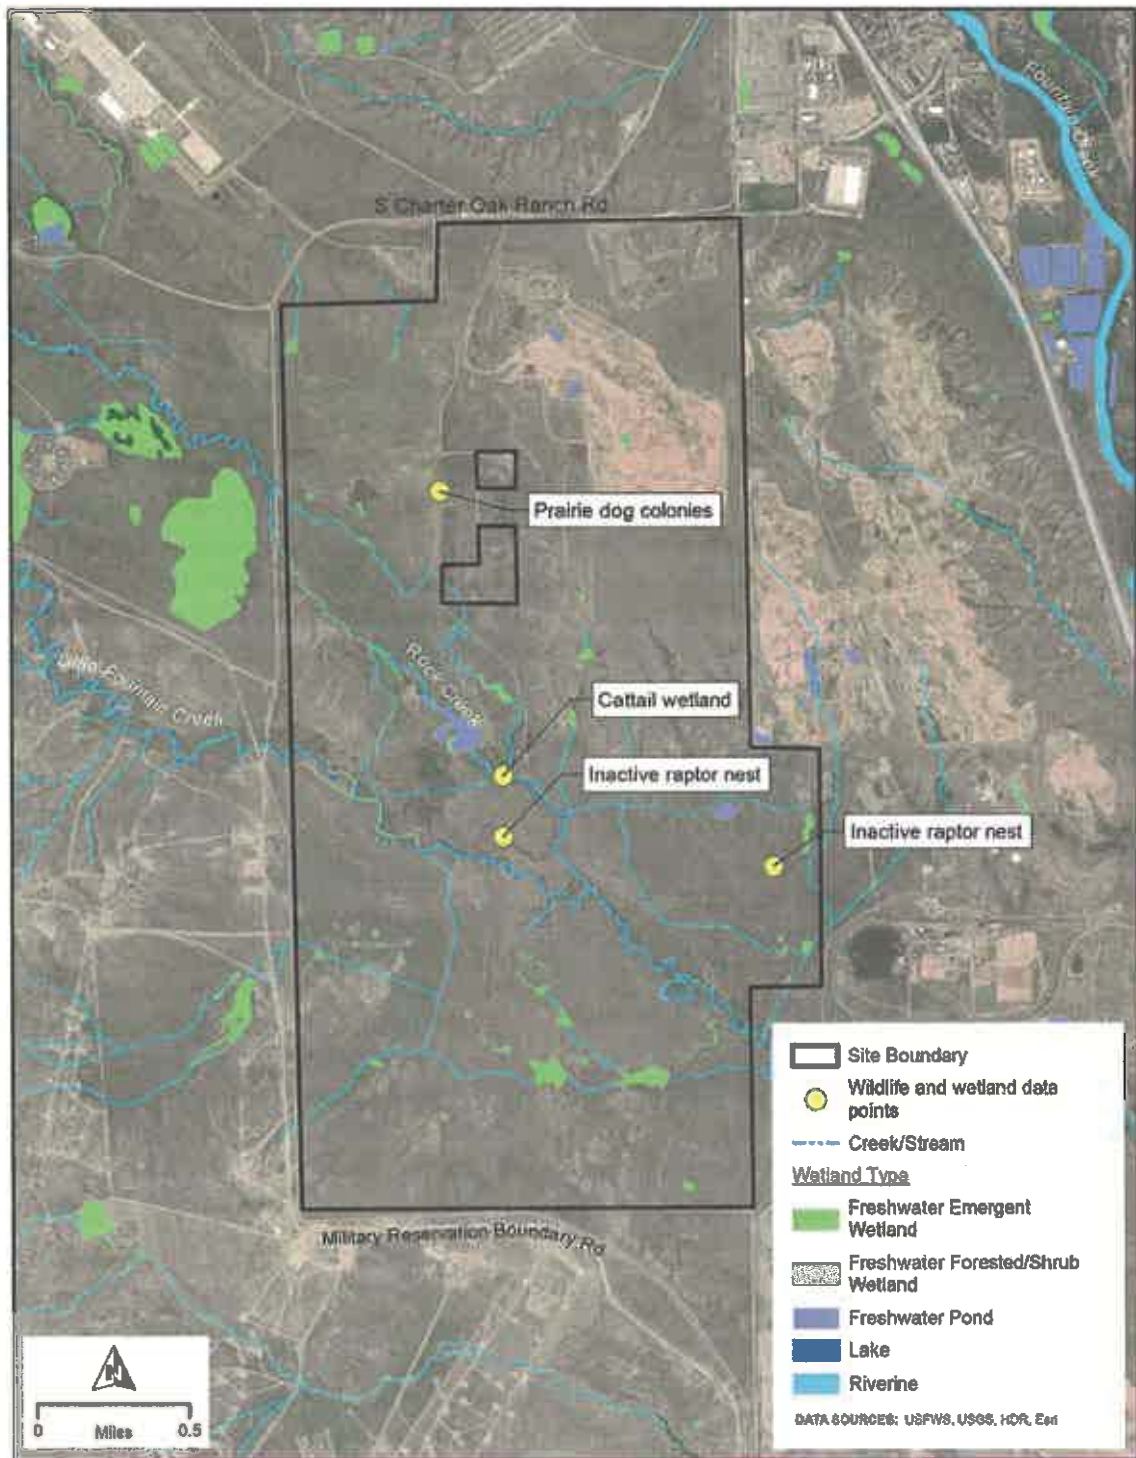 Fountain Creek
S Charter Oak Ranch Rd
Prairie dog colonies
Little Fountain Creek
Rock Creek
Cattail wetland
Inactive raptor nest
Inactive raptor nest
Military Reservation Boundary Rd
Site Boundary
Wildlife and wetland data
points
Creek/Stream
Wetland Type
Freshwater Emergent
Wetland
Freshwater Forested/Shrub
Wetland
Freshwater Pond
Lake
Riverine
DATA SOURCES: USFWS, USGS, HDR, Esri
N
0 Miles 0.5